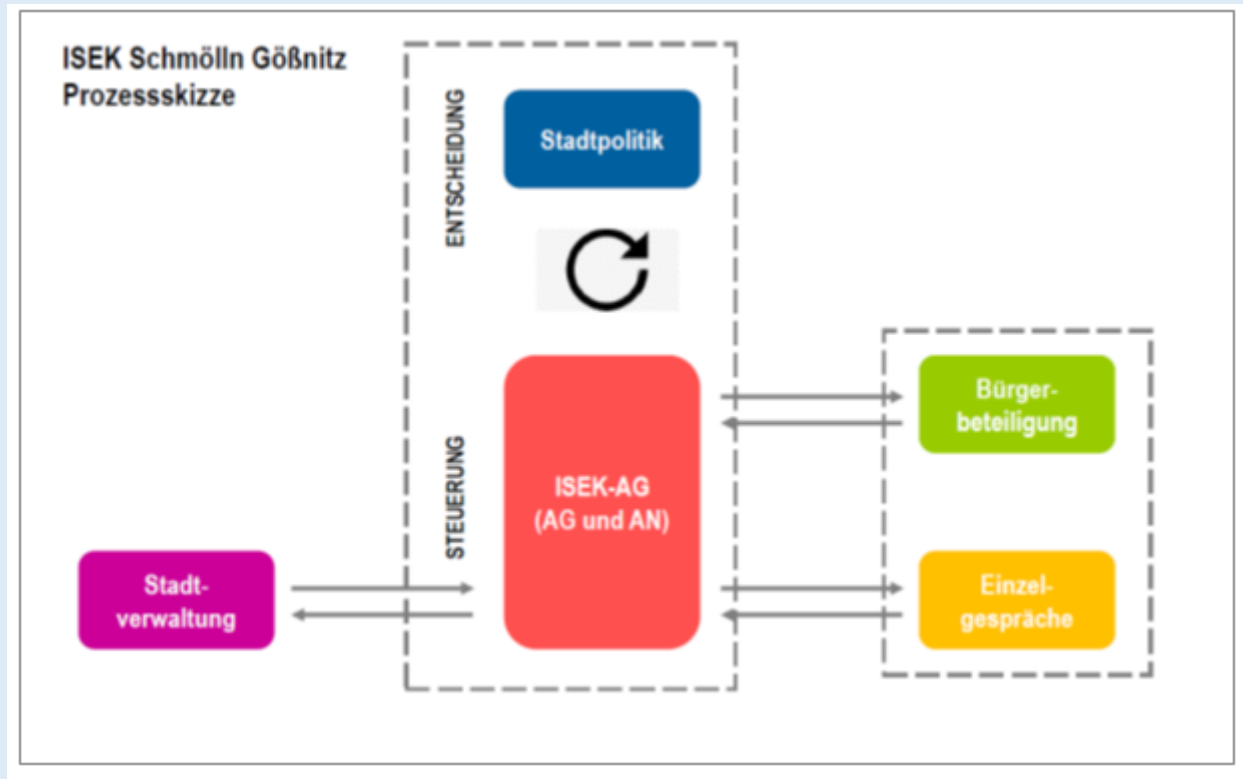 ISEK Schmölln Gößnitz
Prozessskizze
ENTSCHEIDUNG
Stadtpolitik
STEUERUNG
ISEK-AG
(AG und AN)
Bürger-
beteiligung
Stadt-
verwaltung
Einzel-
gespräche